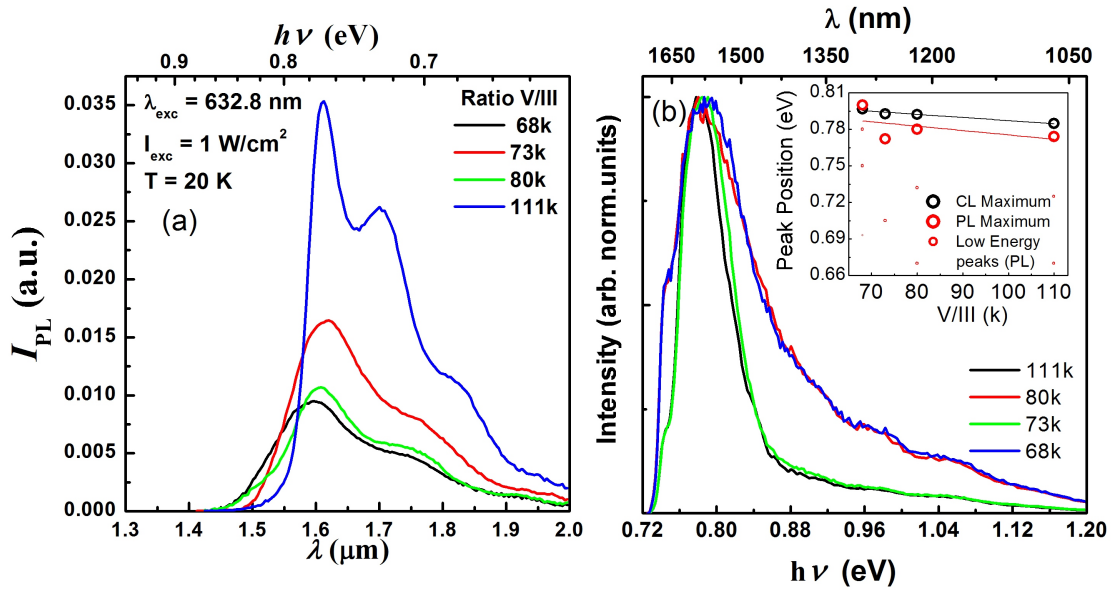 hν (eV)
0.9 0.8 0.7
0.035
0.030
0.025
0.020
0.015
0.010
0.005
0.000
I_PL (a.u.)
λ_exc = 632.8 nm
I_exc = 1 W/cm²
T = 20 K
(a)
Ratio V/III
68k
73k
80k
111k
1.3 1.4 1.5 1.6 1.7 1.8 1.9 2.0
λ (μm)
λ (nm)
1650 1500 1350 1200 1050
Intensity (arb. norm.units)
(b)
0.81
0.78
0.75
0.72
0.69
0.66
Peak Position (eV)
CL Maximum
PL Maximum
Low Energy
peaks (PL)
70 80 90 100 110
V/III (k)
111k
80k
73k
68k
0.72 0.80 0.88 0.96 1.04 1.12 1.20
hν (eV)